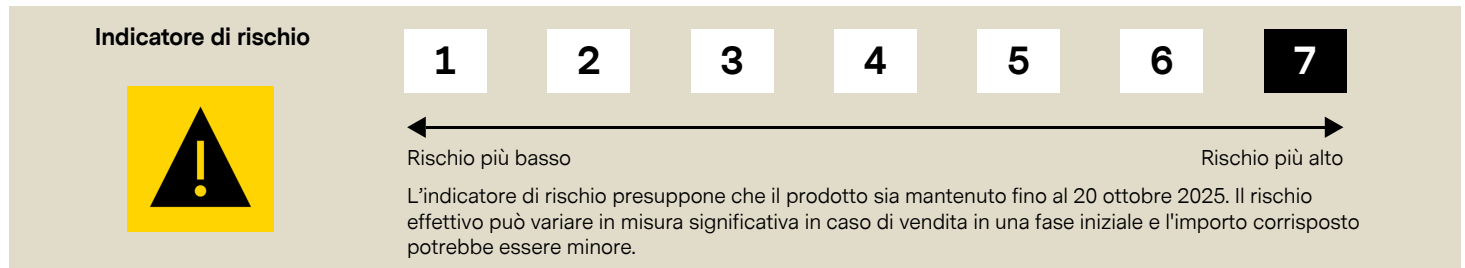 Indicatore di rischio
1 2 3 4 5 6 7
Rischio più basso Rischio più alto
L’indicatore di rischio presuppone che il prodotto sia mantenuto fino al 20 ottobre 2025. Il rischio
effettivo può variare in misura significativa in caso di vendita in una fase iniziale e l'importo corrisposto
potrebbe essere minore.